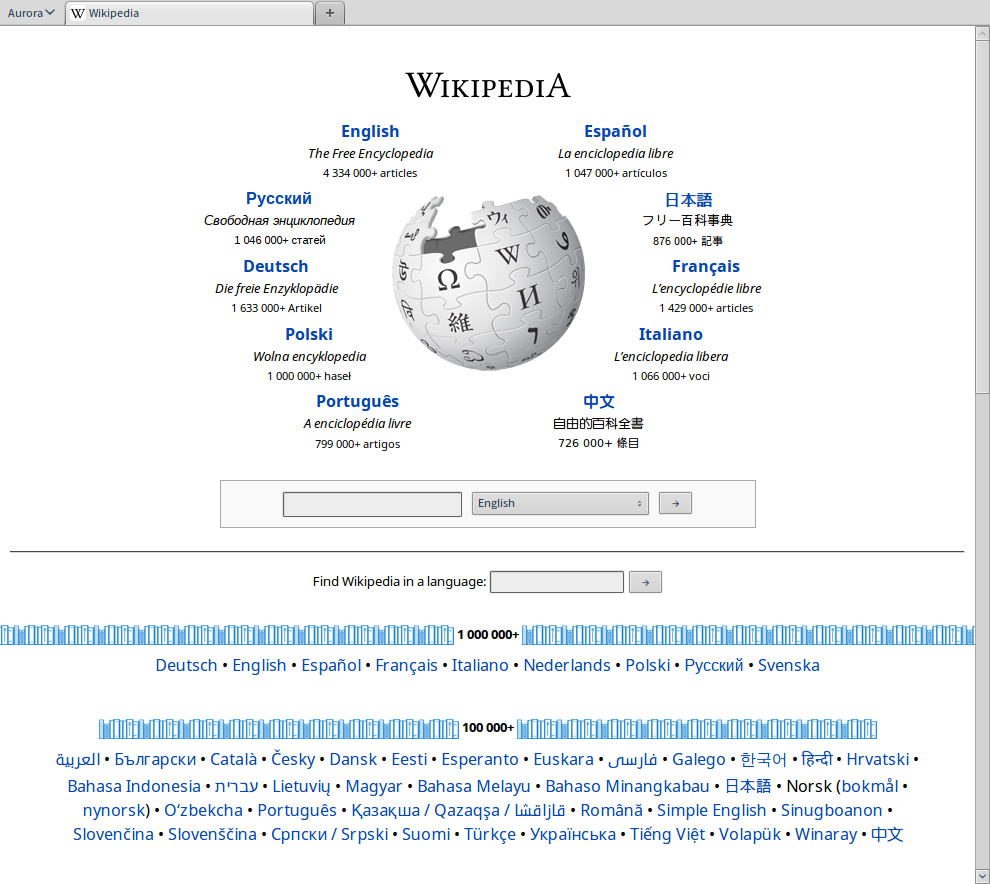 Aurora
Wikipedia
+
WIKIPEDIA
English
The Free Encyclopedia
4 334 000+ articles
Español
La enciclopedia libre
1 047 000+ artículos
Русский
Свободная энциклопедия
1 046 000+ статей
日本語
フリー百科事典
876 000+ 記事
Deutsch
Die freie Enzyklopädie
1 633 000+ Artikel
Français
L’encyclopédie libre
1 429 000+ articles
Polski
Wolna encyklopedia
1 000 000+ haseł
Italiano
L’enciclopedia libera
1 066 000+ voci
Português
A enciclopédia livre
799 000+ artigos
中文
自由的百科全書
726 000+ 條目
Ω
W
И
維
ウィ
7
English
→
Find Wikipedia in a language:
→
1 000 000+
Deutsch • English • Español • Français • Italiano • Nederlands • Polski • Русский • Svenska
100 000+
العربية • Български • Català • Česky • Dansk • Eesti • Esperanto • Euskara • فارسی • Galego • 한국어 • हिन्दी • Hrvatski •
Bahasa Indonesia • עברית • Lietuvių • Magyar • Bahasa Melayu • Bahaso Minangkabau • 日本語 • Norsk (bokmål •
nynorsk) • O‘zbekcha • Português • Қазақша / Qazaqşa / قازاقشا • Română • Simple English • Sinugboanon •
Slovenčina • Slovenščina • Српски / Srpski • Suomi • Türkçe • Українська • Tiếng Việt • Volapük • Winaray • 中文